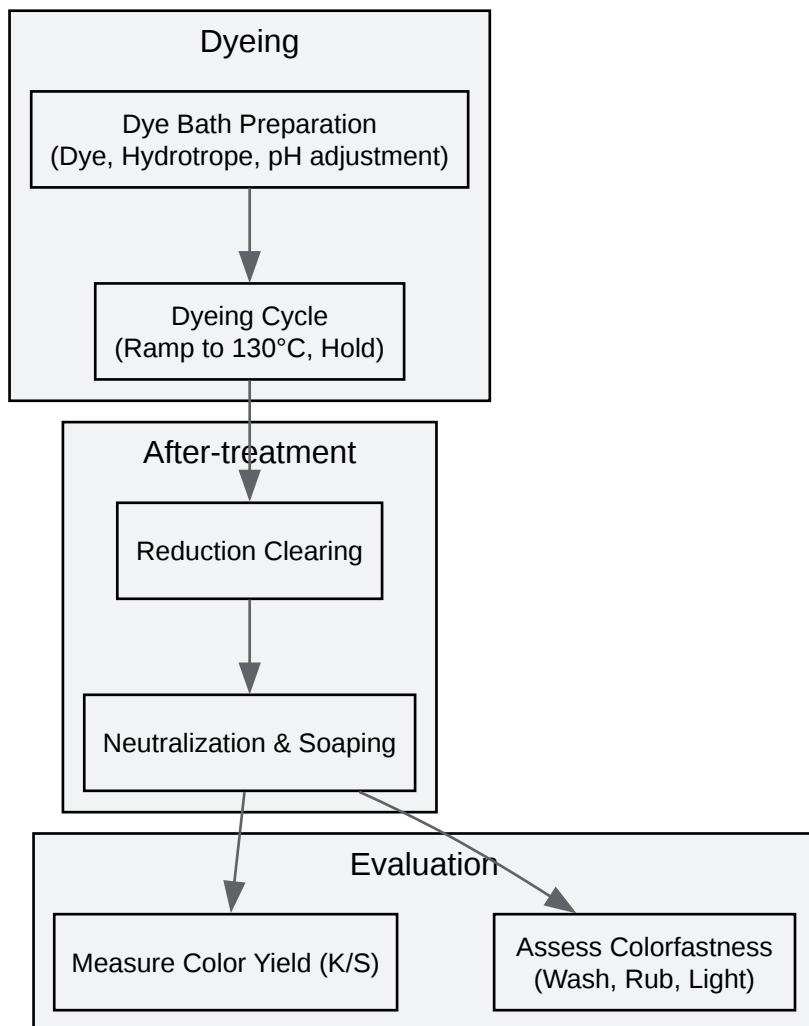 Dyeing
Dye Bath Preparation
(Dye, Hydrotrope, pH adjustment)
Dyeing Cycle
(Ramp to 130°C, Hold)
After-treatment
Reduction Clearing
Neutralization & Soaping
Evaluation
Measure Color Yield (K/S)
Assess Colorfastness
(Wash, Rub, Light)